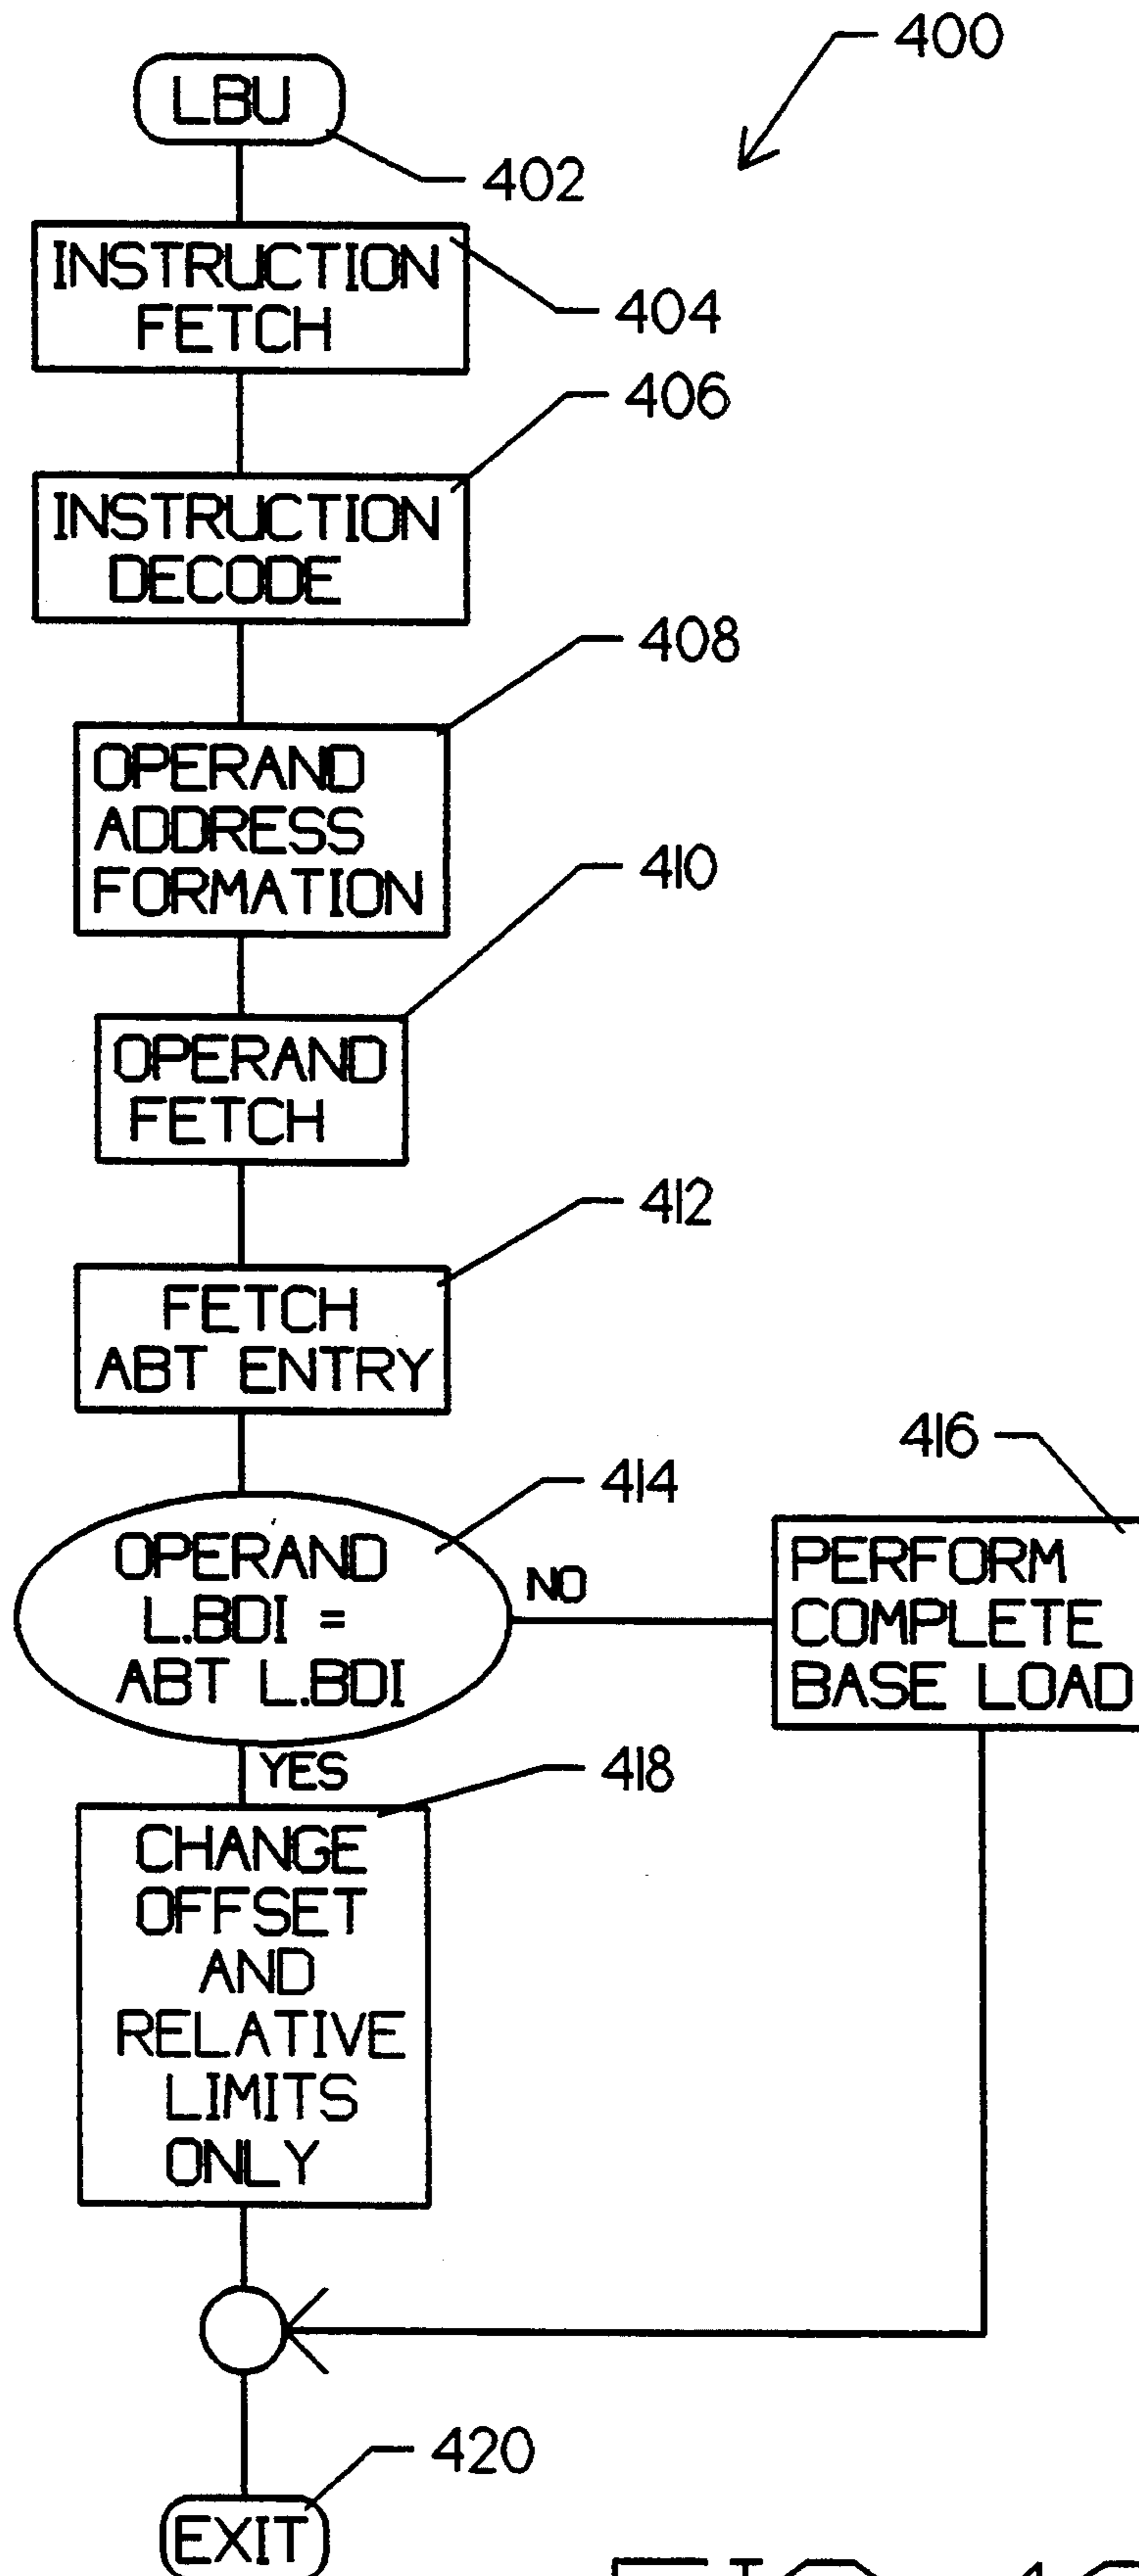 400
LBU
402
INSTRUCTION
FETCH
404
406
INSTRUCTION
DECODE
408
OPERAND
ADDRESS
FORMATION
410
OPERAND
FETCH
412
FETCH
ABT ENTRY
414
416
OPERAND
L.BDI =
ABT L.BDI
NO
PERFORM
COMPLETE
BASE LOAD
YES
418
CHANGE
OFFSET
AND
RELATIVE
LIMITS
ONLY
420
EXIT